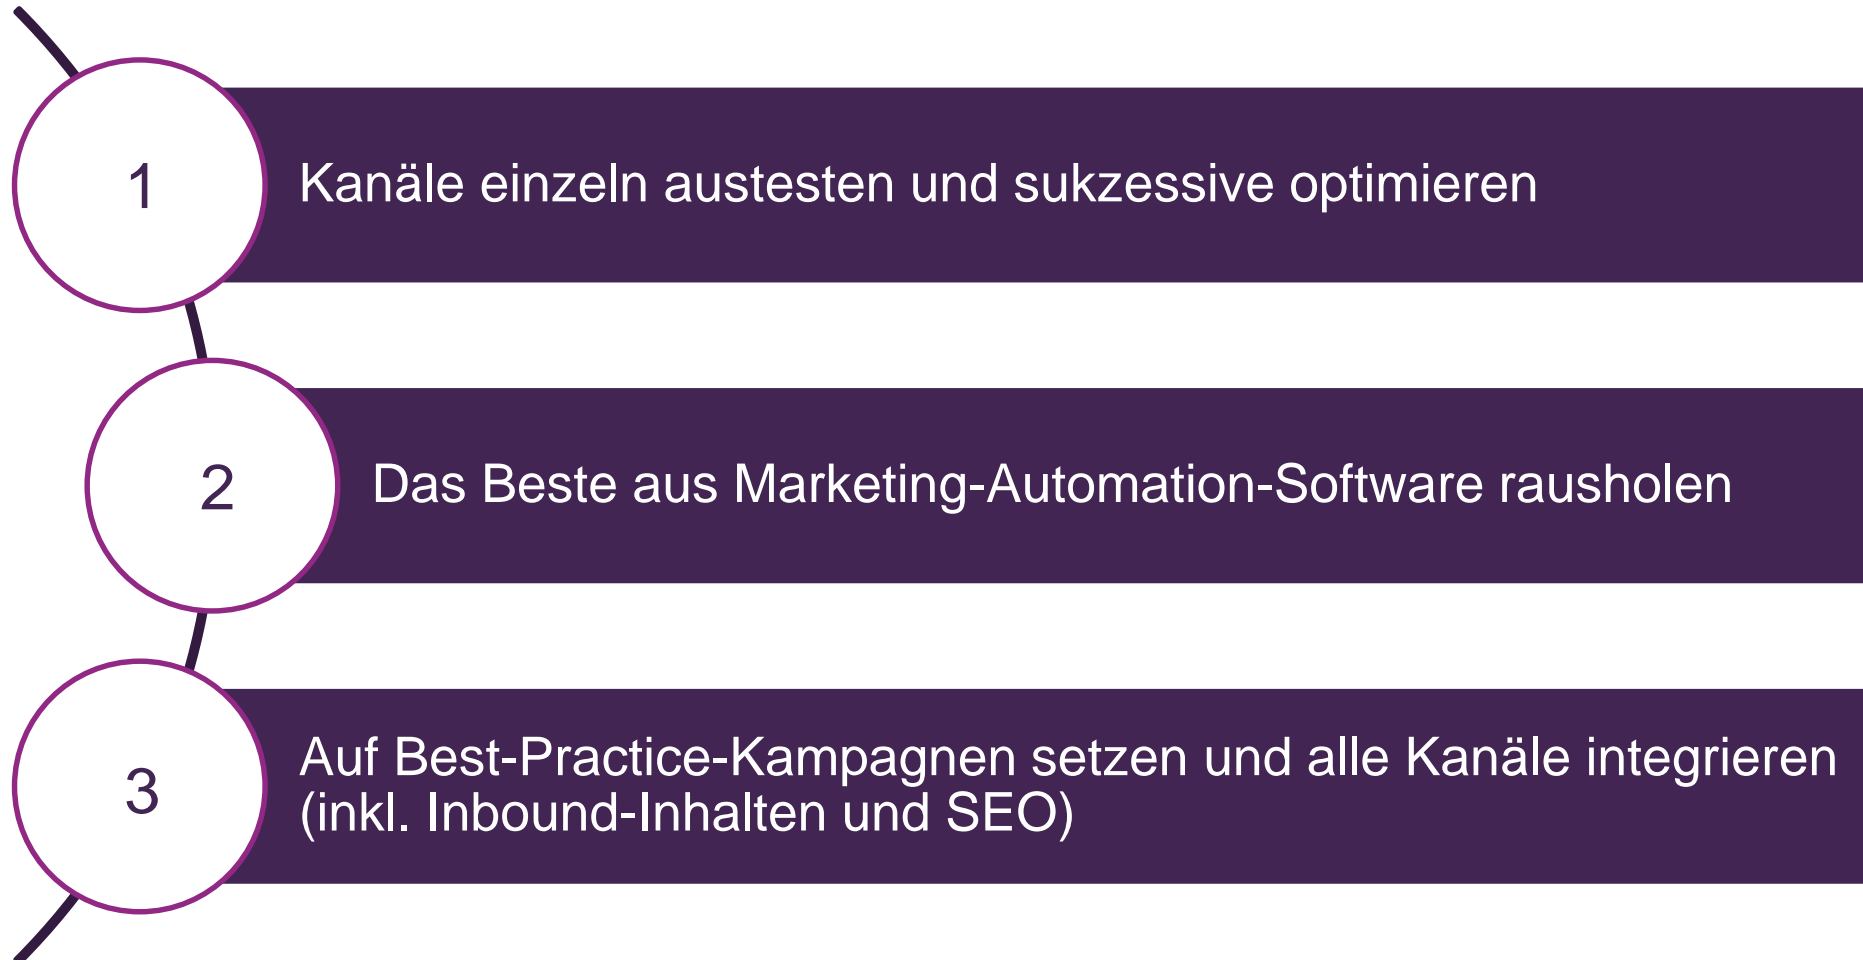 1
Kanäle einzeln austesten und sukzessive optimieren
2
Das Beste aus Marketing-Automation-Software rausholen
3
Auf Best-Practice-Kampagnen setzen und alle Kanäle integrieren
(inkl. Inbound-Inhalten und SEO)